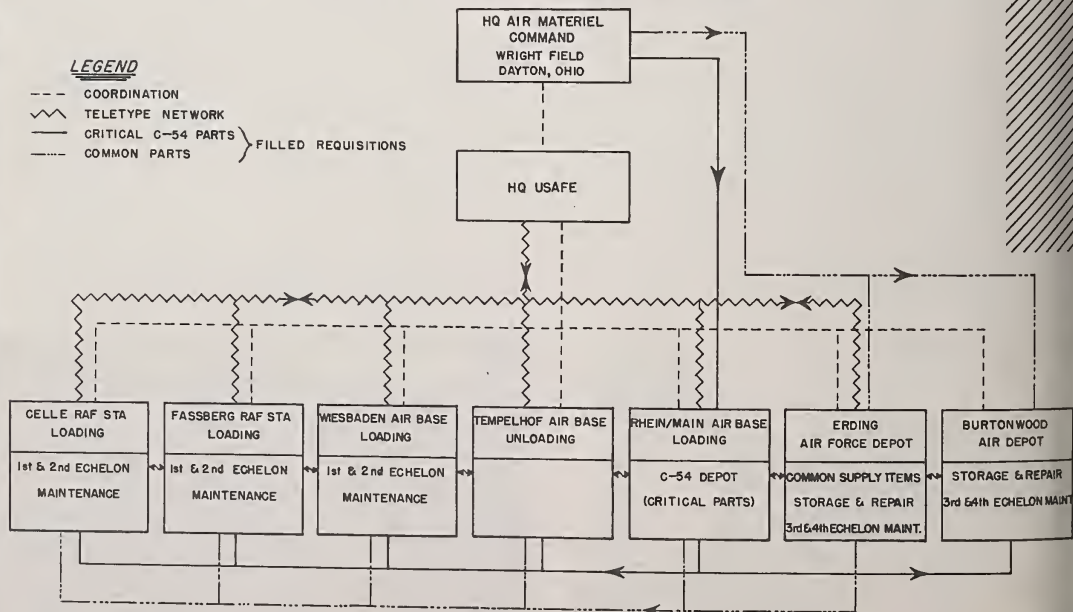 HQ AIR MATERIEL
COMMAND
WRIGHT FIELD
DAYTON, OHIO
LEGEND
COORDINATION
TELETYPE NETWORK
CRITICAL C-54 PARTS
COMMON PARTS
FILLED REQUISITIONS
HQ USAFE
CELLE RAF STA
LOADING
1st & 2nd ECHELON
MAINTENANCE
FASSBERG RAF STA
LOADING
1st & 2nd ECHELON
MAINTENANCE
WIESBADEN AIR BASE
LOADING
1st & 2nd ECHELON
MAINTENANCE
TEMPELHOF AIR BASE
UNLOADING
RHEIN/MAIN AIR BASE
LOADING
C-54 DEPOT
(CRITICAL PARTS)
ERDING
AIR FORCE DEPOT
COMMON SUPPLY ITEMS
STORAGE & REPAIR
3rd & 4th ECHELON MAINT.
BURTONWOOD
AIR DEPOT
STORAGE & REPAIR
3rd & 4th ECHELON MAINT